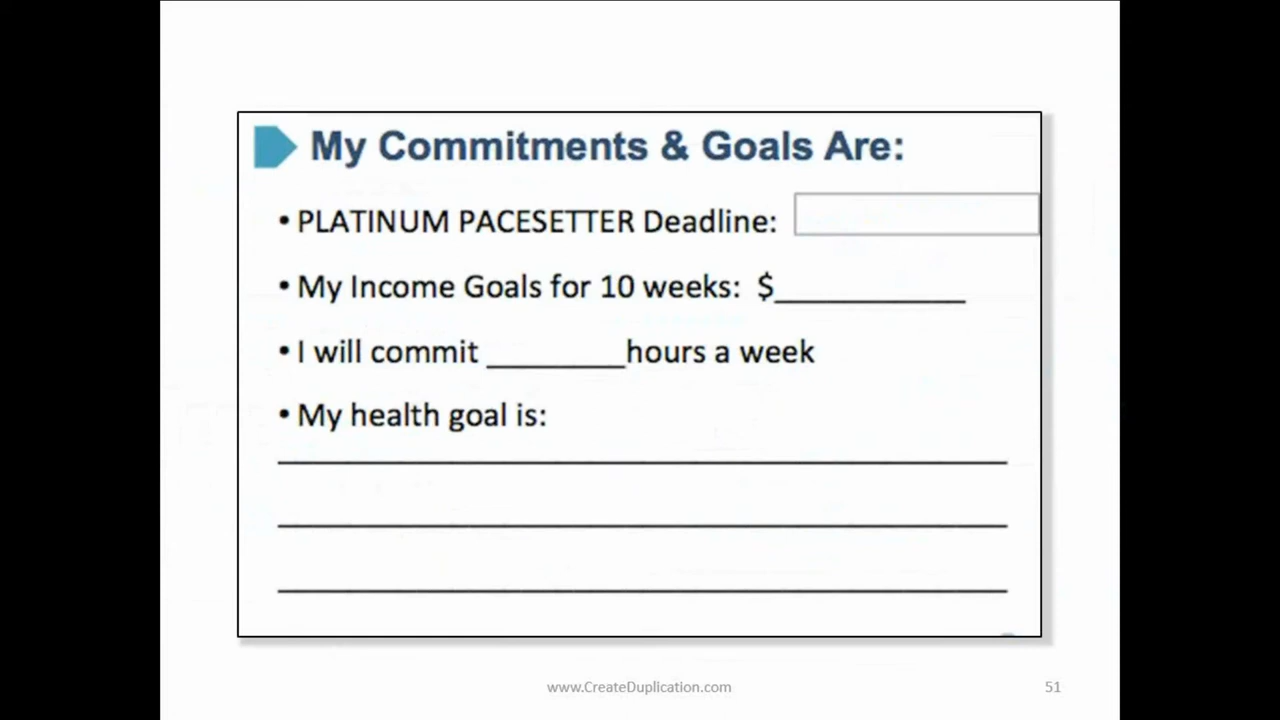 My Commitments & Goals Are:
• PLATINUM PACESETTER Deadline:
• My Income Goals for 10 weeks: $___________
• I will commit ________hours a week
• My health goal is:
www.CreateDuplication.com
51